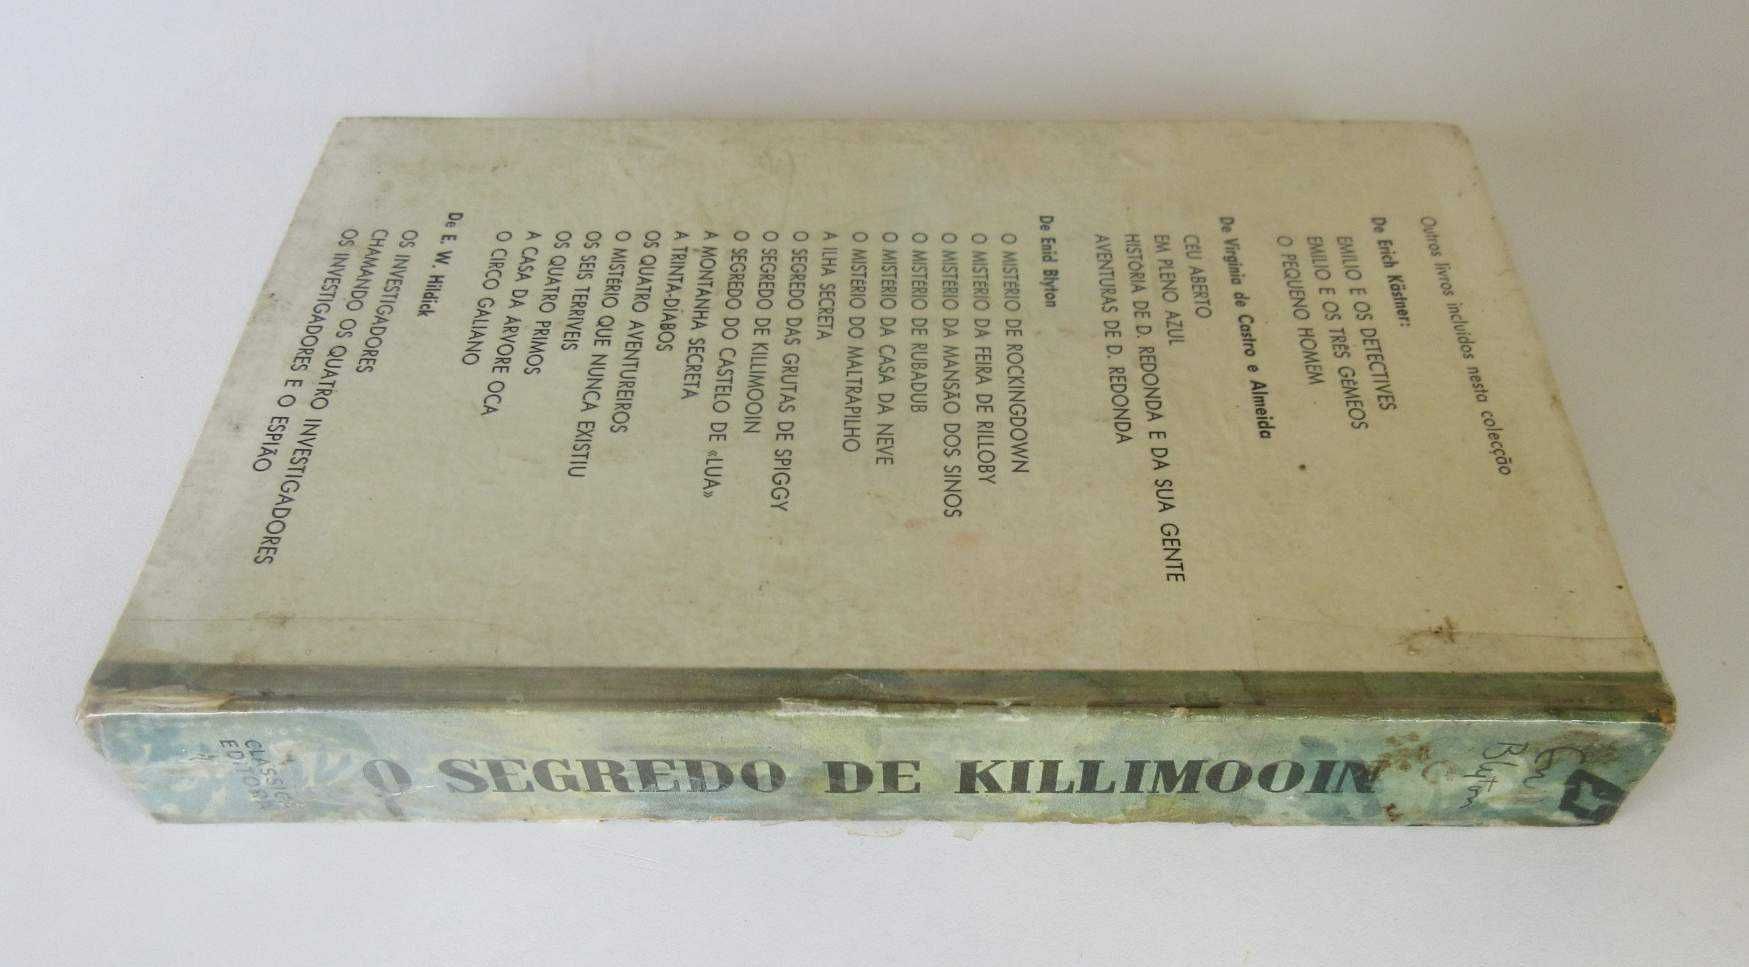 Outros livros incluídos nesta colecção
De Erich Kästner:
EMÍLIO E OS DETECTIVES
EMÍLIO E OS TRÊS GÉMEOS
O PEQUENO HOMEM
De Virgínia de Castro e Almeida
CÉU ABERTO
EM PLENO AZUL
HISTÓRIA DE D. REDONDA E DA SUA GENTE
AVENTURAS DE D. REDONDA
De Enid Blyton
O MISTÉRIO DE ROCKINGDOWN
O MISTÉRIO DA FEIRA DE RILLOBY
O MISTÉRIO DA MANSÃO DOS SINOS
O MISTÉRIO DE RUBADUB
O MISTÉRIO DA CASA DA NEVE
O MISTÉRIO DO MALTRAPILHO
A ILHA SECRETA
O SEGREDO DAS GRUTAS DE SPIGGY
O SEGREDO DE KILLIMOOIN
O SEGREDO DO CASTELO DE «LUA»
A MONTANHA SECRETA
A TRINTA-DIABOS
OS QUATRO AVENTUREIROS
O MISTÉRIO QUE NUNCA EXISTIU
OS SEIS TERRIVEIS
OS QUATRO PRIMOS
A CASA DA ÁRVORE OCA
O CIRCO GALIANO
De E. W. Hildick
OS INVESTIGADORES
CHAMANDO OS QUATRO INVESTIGADORES
OS INVESTIGADORES E O ESPIÃO
O SEGREDO DE KILLIMOOIN
Blyton
EDITORA